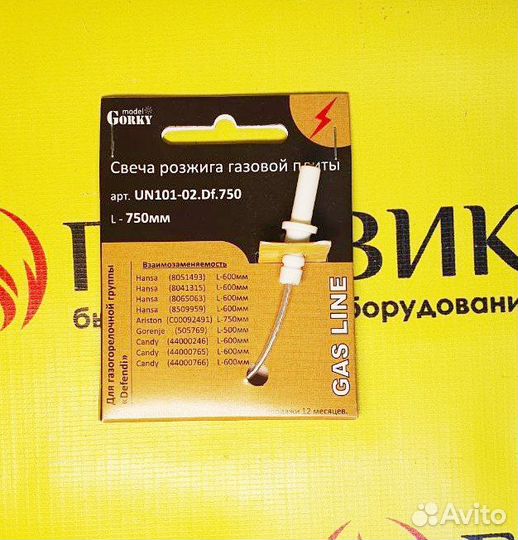 model
GORKY
Свеча розжига газовой плиты
арт. UN101-02.Df.750
L - 750мм
Взаимозаменяемость
Hansa (8051493) L-600мм
Hansa (8041315) L-600мм
Hansa (8065063) L-600мм
Hansa (8509959) L-600мм
Ariston (C00092491) L-750мм
Gorenje (505769) L-500мм
Candy (44000246) L-600мм
Candy (44000765) L-600мм
Candy (44000766) L-600мм
Для газогорелочной группы
«Defendi»
GAS LINE
12 месяцев.
Avito